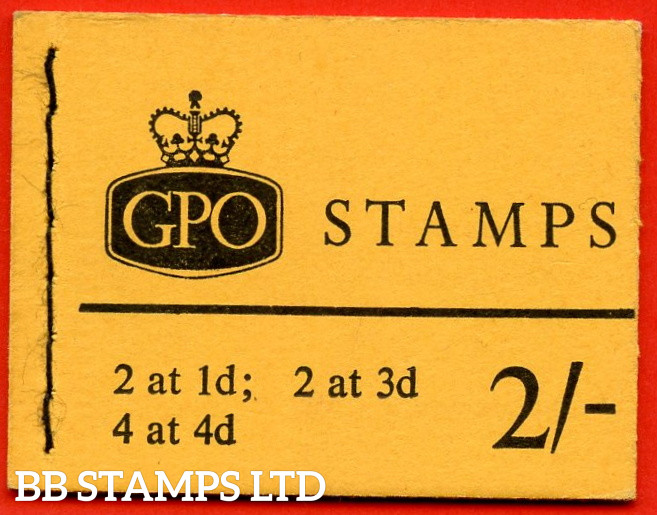 GPO STAMPS
2 at 1d; 2 at 3d
4 at 4d 2/-
BB STAMPS LTD